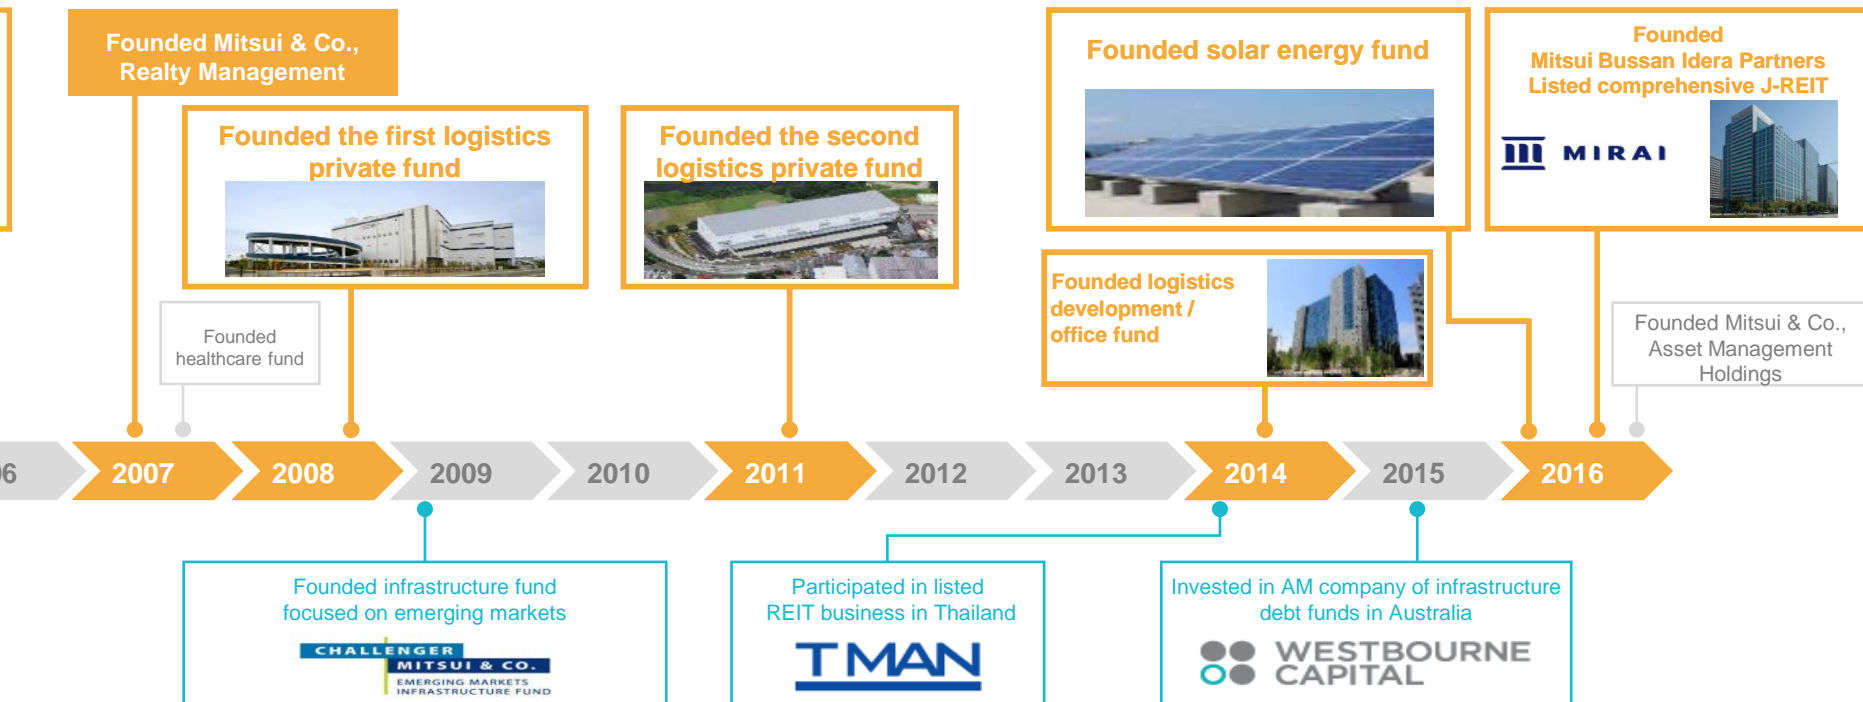 Founded Mitsui & Co.,
Realty Management
Founded the first logistics
private fund
Founded
healthcare fund
Founded the second
logistics private fund
Founded solar energy fund
Founded logistics
development /
office fund
Founded
Mitsui Bussan Idera Partners
Listed comprehensive J-REIT
MIRAI
Founded Mitsui & Co.,
Asset Management
Holdings
06
2007
2008
2009
2010
2011
2012
2013
2014
2015
2016
Founded infrastructure fund
focused on emerging markets
CHALLENGER
MITSUI & CO.
EMERGING MARKETS
INFRASTRUCTURE FUND
Participated in listed
REIT business in Thailand
TMAN
Invested in AM company of infrastructure
debt funds in Australia
WESTBOURNE
CAPITAL